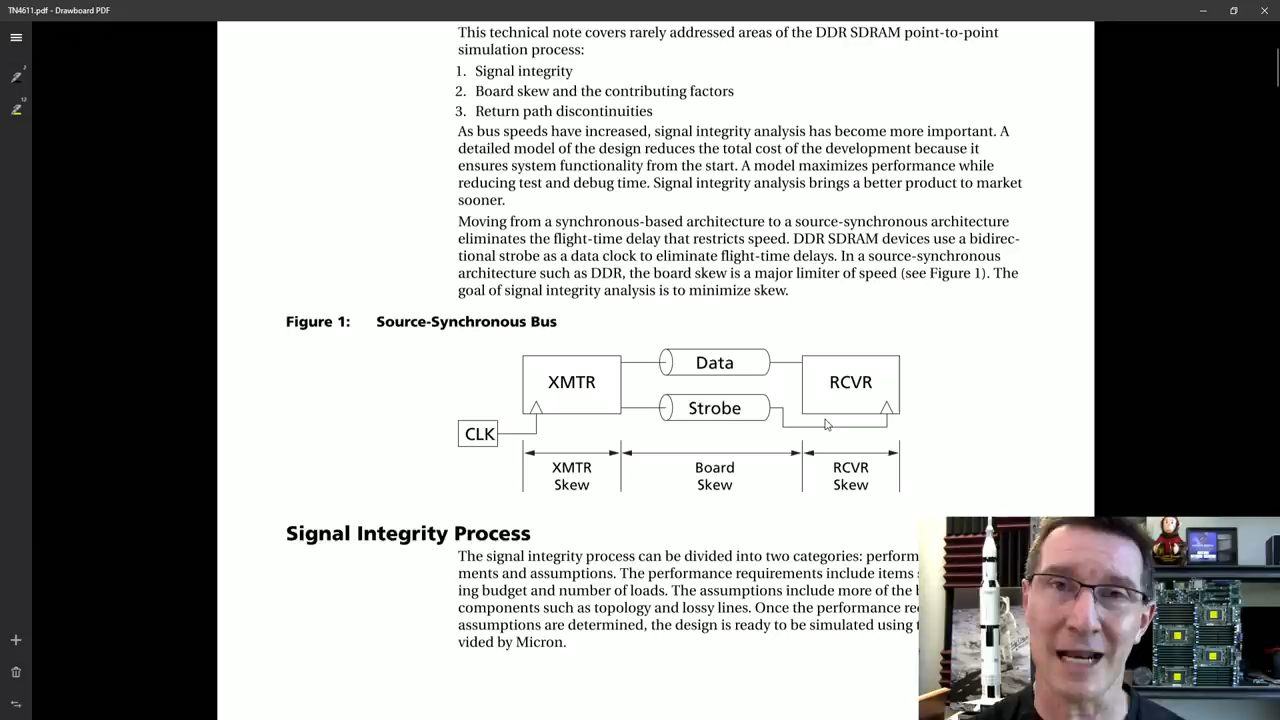 TN4611.pdf - Drawboard PDF
This technical note covers rarely addressed areas of the DDR SDRAM point-to-point
simulation process:
1. Signal integrity
2. Board skew and the contributing factors
3. Return path discontinuities
As bus speeds have increased, signal integrity analysis has become more important. A
detailed model of the design reduces the total cost of the development because it
ensures system functionality from the start. A model maximizes performance while
reducing test and debug time. Signal integrity analysis brings a better product to market
sooner.
Moving from a synchronous-based architecture to a source-synchronous architecture
eliminates the flight-time delay that restricts speed. DDR SDRAM devices use a bidirec-
tional strobe as a data clock to eliminate flight-time delays. In a source-synchronous
architecture such as DDR, the board skew is a major limiter of speed (see Figure 1). The
goal of signal integrity analysis is to minimize skew.
Figure 1: Source-Synchronous Bus
XMTR
Data
RCVR
Strobe
CLK
XMTR
Skew
Board
Skew
RCVR
Skew
Signal Integrity Process
The signal integrity process can be divided into two categories: perform
ments and assumptions. The performance requirements include items
ing budget and number of loads. The assumptions include more of the
components such as topology and lossy lines. Once the performance re
assumptions are determined, the design is ready to be simulated using
vided by Micron.